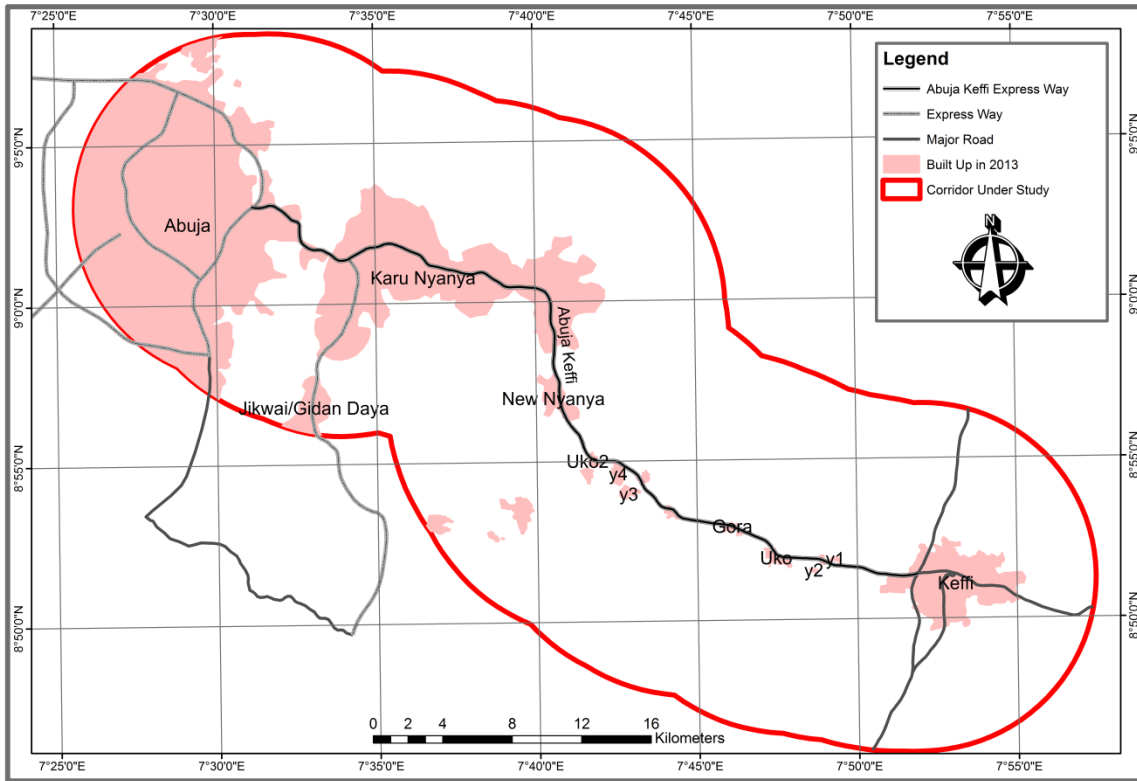 7°25'0"E 7°30'0"E 7°35'0"E 7°40'0"E 7°45'0"E 7°50'0"E 7°55'0"E
Legend
Abuja Keffi Express Way
Express Way
Major Road
Built Up in 2013
Corridor Under Study
N
9°5'0"N 9°5'0"N
Abuja
Karu Nyanya
9°0'0"N 9°0'0"N
Abuja Keffi
New Nyanya
Jikwai/Gidan Daya
8°55'0"N 8°55'0"N
Uko2
y4
y3
Gora
Uko y1
y2
Keffi
8°50'0"N 8°50'0"N
0 2 4 8 12 16
Kilometers
7°25'0"E 7°30'0"E 7°35'0"E 7°40'0"E 7°45'0"E 7°50'0"E 7°55'0"E